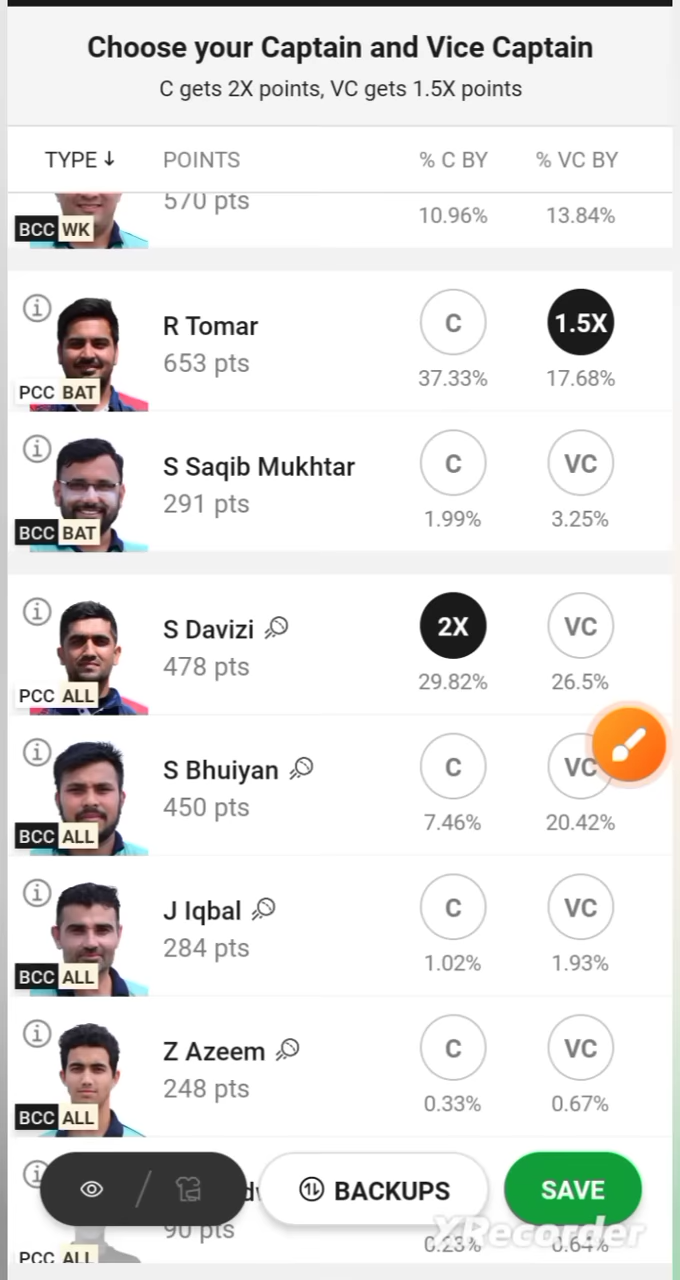 Choose your Captain and Vice Captain
C gets 2X points, VC gets 1.5X points
TYPE ↓ POINTS % C BY % VC BY
570 pts 10.96% 13.84%
BCC WK
R Tomar C 1.5X
653 pts 37.33% 17.68%
PCC BAT
S Saqib Mukhtar C VC
291 pts 1.99% 3.25%
BCC BAT
S Davizi 2X VC
478 pts 29.82% 26.5%
PCC ALL
S Bhuiyan C VC
450 pts 7.46% 20.42%
BCC ALL
J Iqbal C VC
284 pts 1.02% 1.93%
BCC ALL
Z Azeem C VC
248 pts 0.33% 0.67%
BCC ALL
BACKUPS SAVE
90 pts 0.23% 0.64%
PCC ALL
XRecorder